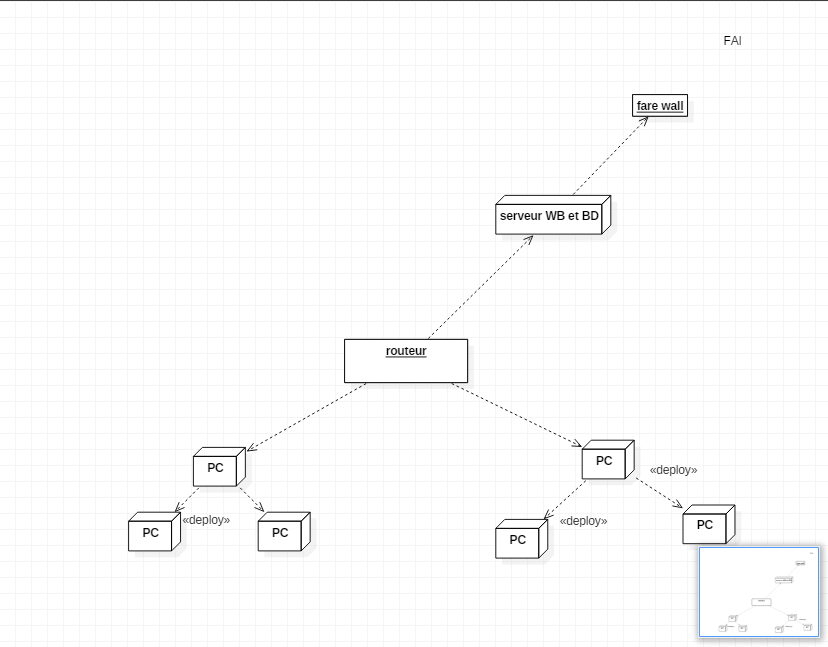 FAI
fare wall
serveur WB et BD
routeur
PC
PC
«deploy»
PC
«deploy»
PC
PC
«deploy»
PC